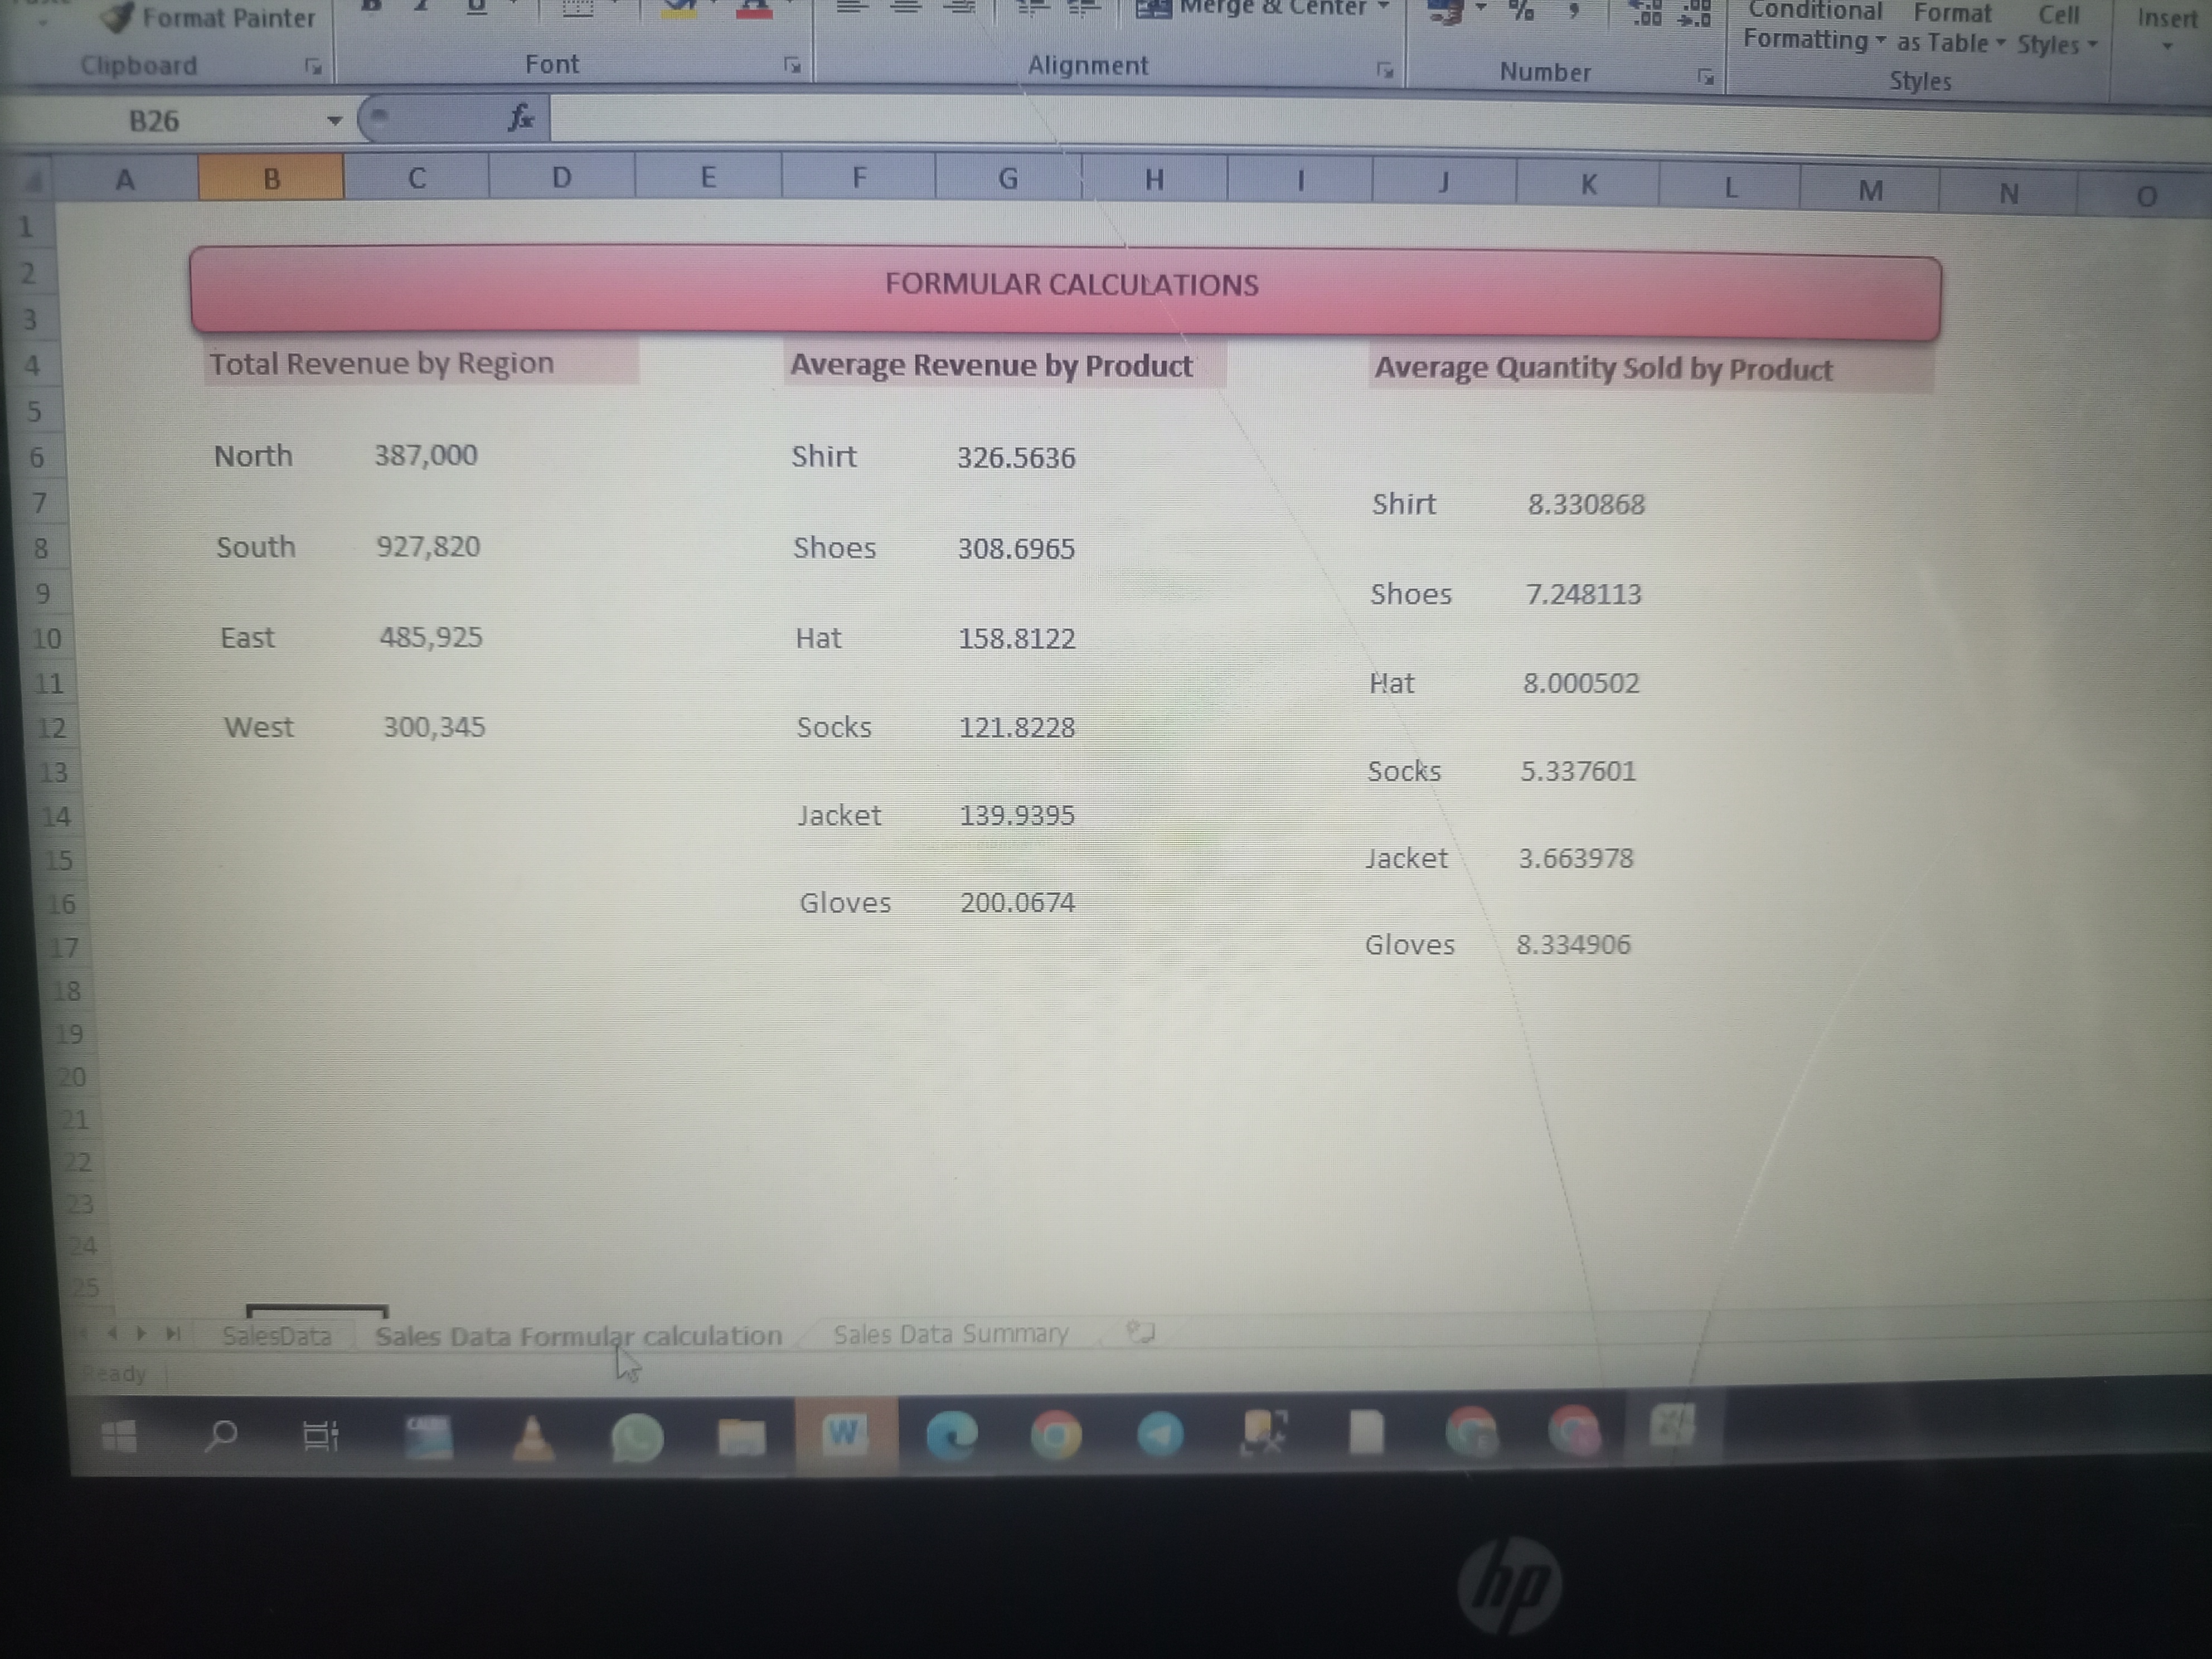 Format Painter
Merge & Center
Conditional Formatting
Format as Table
Cell Styles
Insert
Clipboard
Font
Alignment
Number
Styles
B26
fx
A B C D E F G H I J K L M N O
1
2 FORMULAR CALCULATIONS
3
4 Total Revenue by Region Average Revenue by Product Average Quantity Sold by Product
5
6 North 387,000 Shirt 326.5636
7 Shirt 8.330868
8 South 927,820 Shoes 308.6965
9 Shoes 7.248113
10 East 485,925 Hat 158.8122
11 Hat 8.000502
12 West 300,345 Socks 121.8228
13 Socks 5.337601
14 Jacket 139.9395
15 Jacket 3.663978
16 Gloves 200.0674
17 Gloves 8.334906
18
19
20
21
22
23
24
25
SalesData Sales Data Formular calculation Sales Data Summary
Ready
W
hp